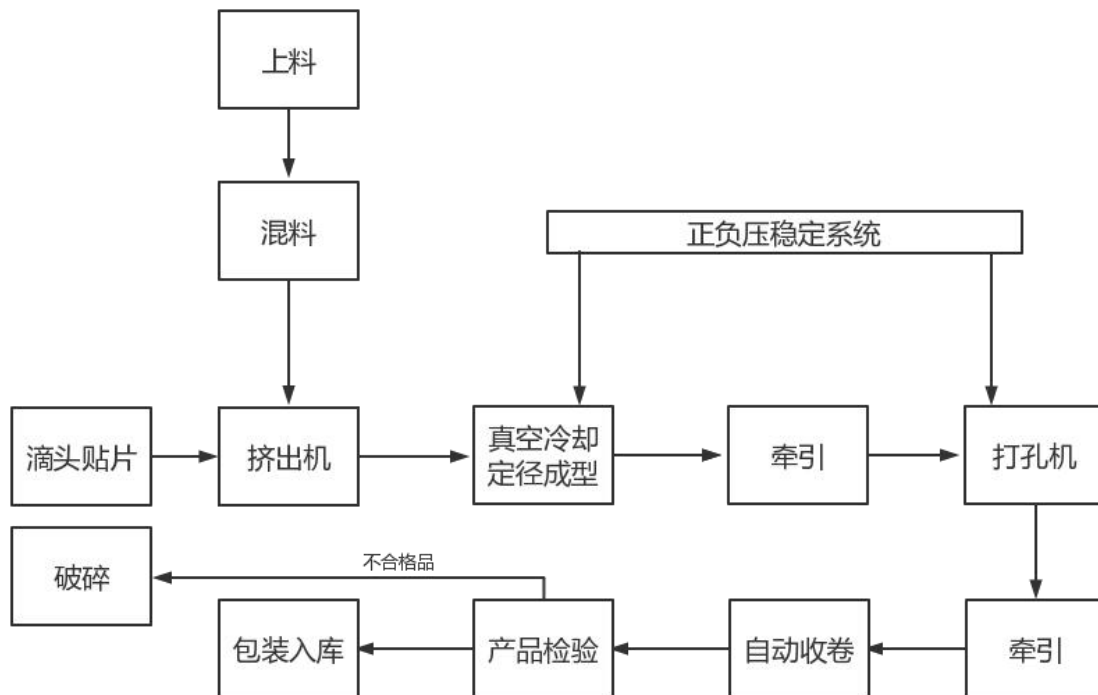 上料
混料
正负压稳定系统
滴头贴片
挤出机
真空冷却
定径成型
牵引
打孔机
破碎
不合格品
包装入库
产品检验
自动收卷
牵引